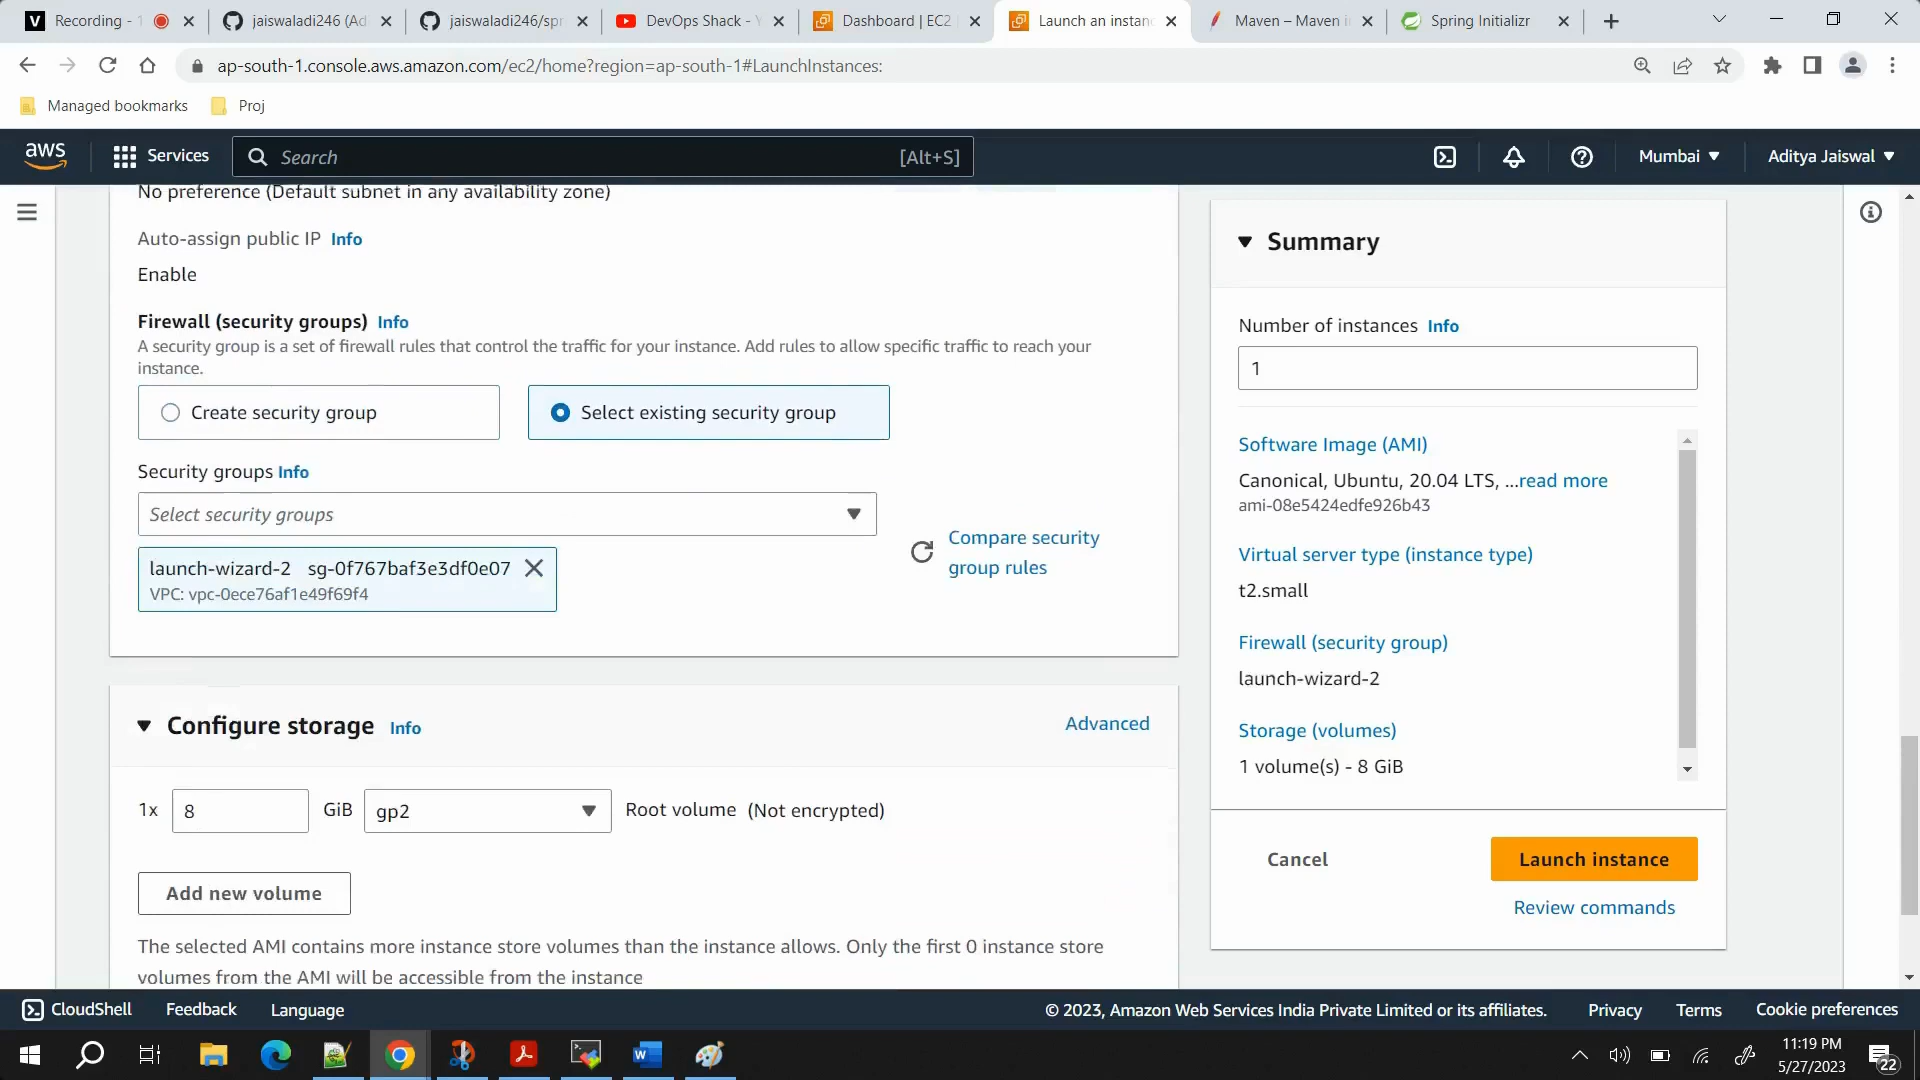 Recording - 1
jaiswaladi246 (Ad
jaiswaladi246/spr
DevOps Shack - Y
Dashboard | EC2
Launch an instanc
Maven – Maven i
Spring Initializr
ap-south-1.console.aws.amazon.com/ec2/home?region=ap-south-1#LaunchInstances:
Managed bookmarks
Proj
aws
Services
Search
[Alt+S]
Mumbai
Aditya Jaiswal
No preference (Default subnet in any availability zone)
Auto-assign public IP Info
Enable
Firewall (security groups) Info
A security group is a set of firewall rules that control the traffic for your instance. Add rules to allow specific traffic to reach your
instance.
Create security group
Select existing security group
Security groups Info
Select security groups
launch-wizard-2 sg-0f767baf3e3df0e07
VPC: vpc-0ece76af1e49f69f4
Compare security
group rules
Configure storage Info
Advanced
1x 8 GiB gp2 Root volume (Not encrypted)
Add new volume
The selected AMI contains more instance store volumes than the instance allows. Only the first 0 instance store
volumes from the AMI will be accessible from the instance
Summary
Number of instances Info
1
Software Image (AMI)
Canonical, Ubuntu, 20.04 LTS, ...read more
ami-08e5424edfe926b43
Virtual server type (instance type)
t2.small
Firewall (security group)
launch-wizard-2
Storage (volumes)
1 volume(s) - 8 GiB
Cancel
Launch instance
Review commands
CloudShell
Feedback
Language
© 2023, Amazon Web Services India Private Limited or its affiliates.
Privacy
Terms
Cookie preferences
11:19 PM
5/27/2023
22